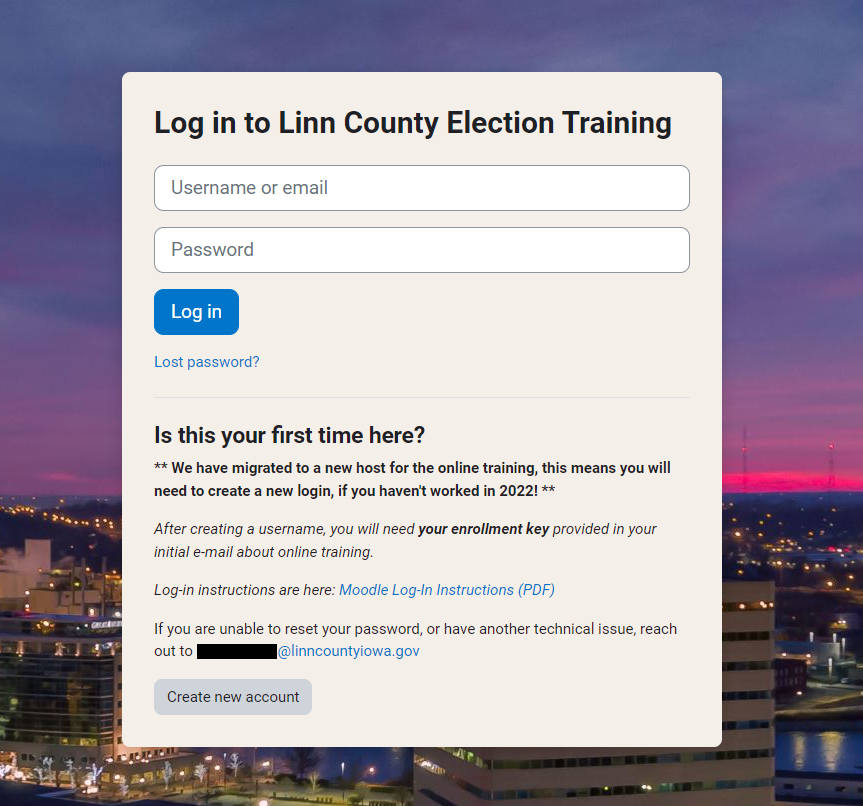 Log in to Linn County Election Training
Username or email
Password
Log in
Lost password?
Is this your first time here?
** We have migrated to a new host for the online training, this means you will
need to create a new login, if you haven't worked in 2022! **
After creating a username, you will need your enrollment key provided in your
initial e-mail about online training.
Log-in instructions are here: Moodle Log-In Instructions (PDF)
If you are unable to reset your password, or have another technical issue, reach
out to @linncountyiowa.gov
Create new account